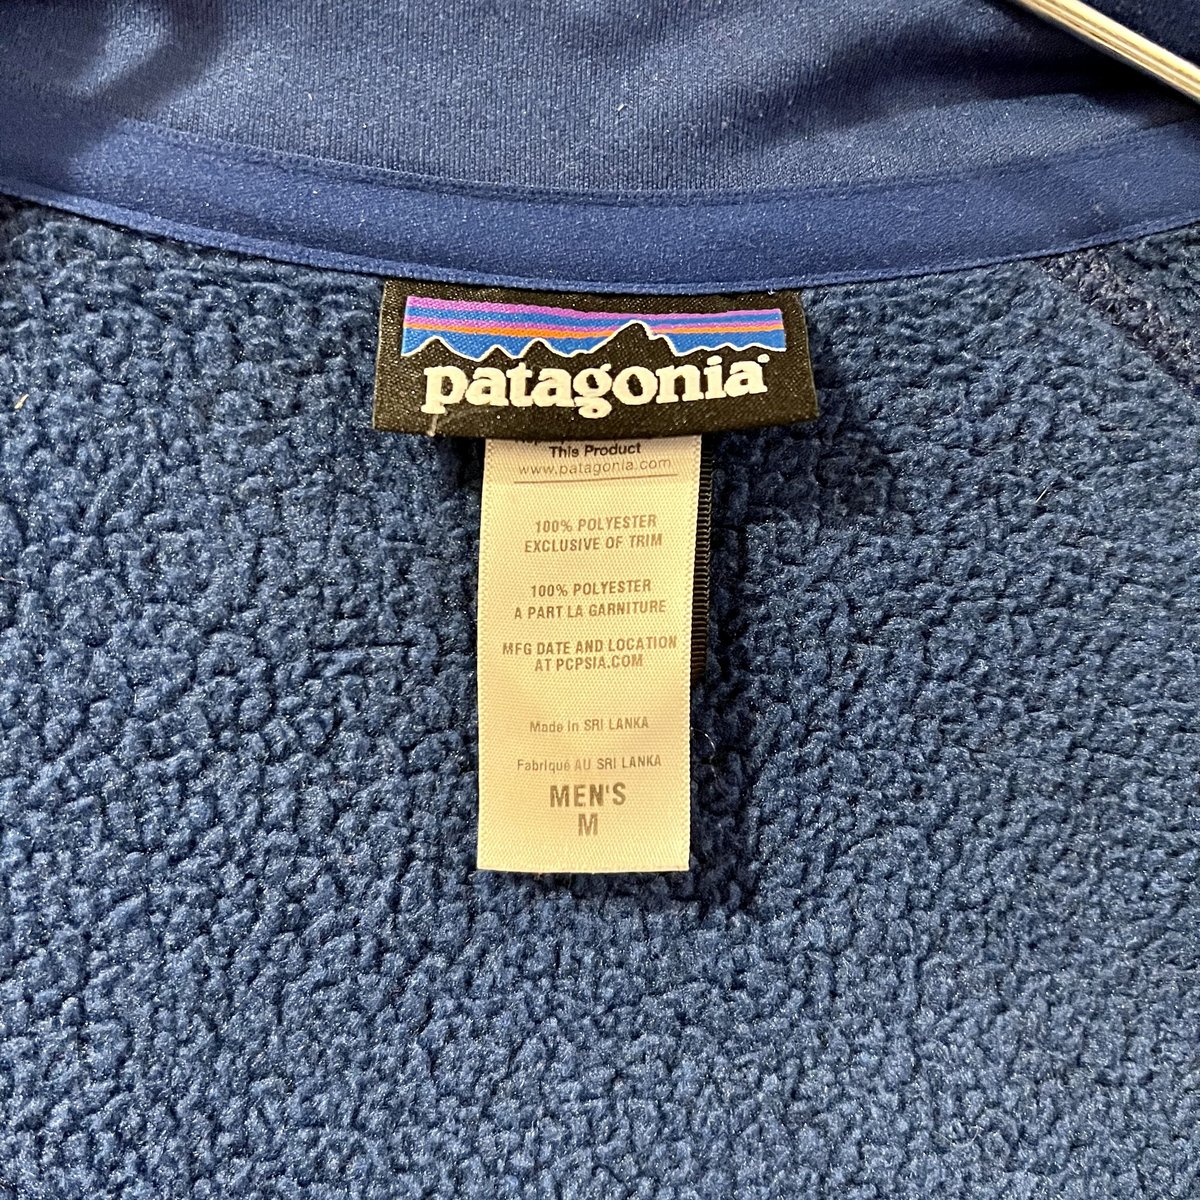 patagonia®
This Product
www.patagonia.com
100% POLYESTER
EXCLUSIVE OF TRIM
100% POLYESTER
A PART LA GARNITURE
MFG DATE AND LOCATION
AT PCPSIA.COM
Made in SRI LANKA
Fabriqué AU SRI LANKA
MEN'S
M